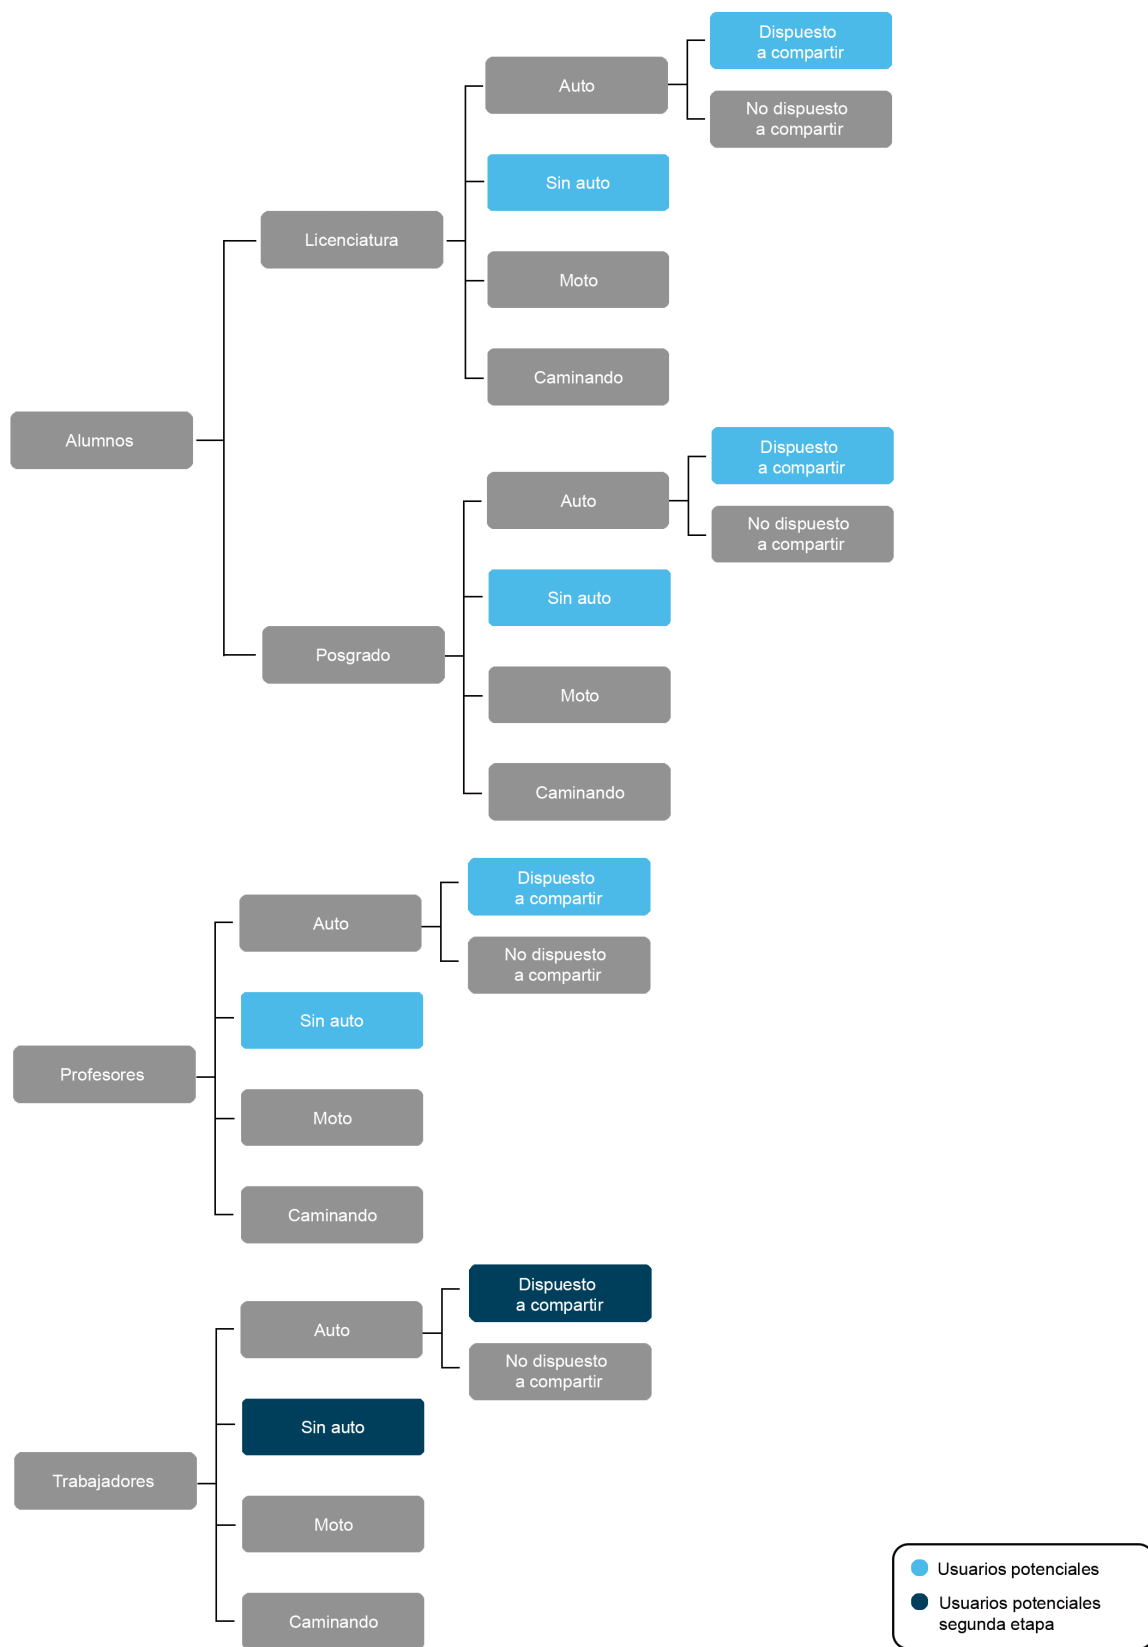 Dispuesto
a compartir
Auto
No dispuesto
a compartir
Sin auto
Licenciatura
Moto
Caminando
Alumnos
Dispuesto
a compartir
Auto
No dispuesto
a compartir
Sin auto
Posgrado
Moto
Caminando
Dispuesto
a compartir
Auto
No dispuesto
a compartir
Sin auto
Profesores
Moto
Caminando
Dispuesto
a compartir
Auto
No dispuesto
a compartir
Sin auto
Trabajadores
Moto
Caminando
Usuarios potenciales
Usuarios potenciales
segunda etapa